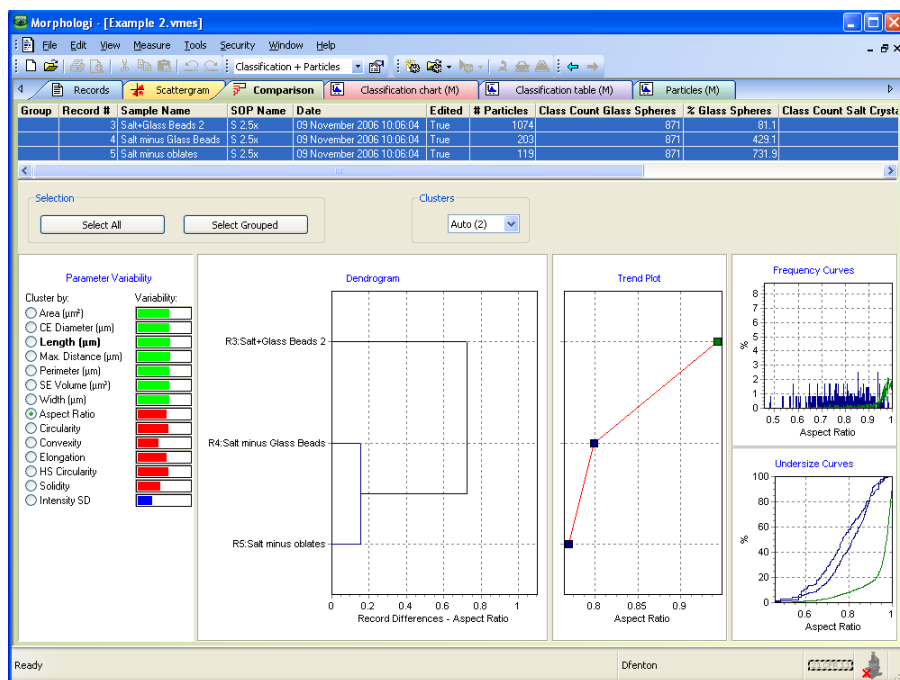 Morphologi - [Example 2.vmes]
File Edit View Measure Tools Security Window Help
Classification + Particles
Records Scattergram Comparison Classification chart (M) Classification table (M) Particles (M)
Group Record # Sample Name SOP Name Date Edited # Particles Class Count Glass Spheres % Glass Spheres Class Count Salt Crysta
3 Salt+Glass Beads 2 S 2.5x 09 November 2006 10:06:04 True 1074 871 81.1
4 Salt minus Glass Beads S 2.5x 09 November 2006 10:06:04 True 203 871 429.1
5 Salt minus oblates S 2.5x 09 November 2006 10:06:04 True 119 871 731.9
Selection
Select All Select Grouped
Clusters
Auto (2)
Parameter Variability
Cluster by: Variability:
Area (µm²)
CE Diameter (µm)
Length (µm)
Max. Distance (µm)
Perimeter (µm)
SE Volume (µm³)
Width (µm)
Aspect Ratio
Circularity
Convexity
Elongation
HS Circularity
Solidity
Intensity SD
Dendrogram
R3:Salt+Glass Beads 2
R4:Salt minus Glass Beads
R5:Salt minus oblates
0 0.2 0.4 0.6 0.8 1
Record Differences - Aspect Ratio
Trend Plot
0.8 0.85 0.9
Aspect Ratio
Frequency Curves
8
7
6
5
4
3
2
1
0
%
0.5 0.6 0.7 0.8 0.9 1
Aspect Ratio
Undersize Curves
100
80
60
40
20
0
%
0.6 0.8 1
Aspect Ratio
Ready Dfenton